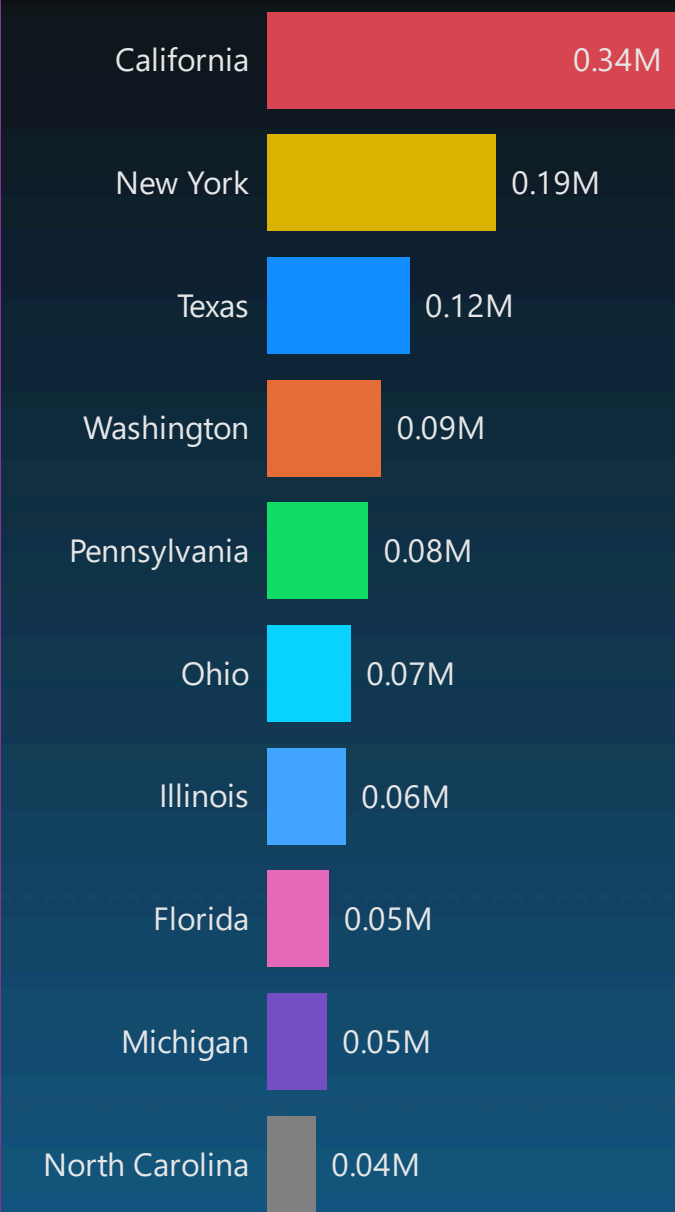 California 0.34M
New York 0.19M
Texas 0.12M
Washington 0.09M
Pennsylvania 0.08M
Ohio 0.07M
Illinois 0.06M
Florida 0.05M
Michigan 0.05M
North Carolina 0.04M